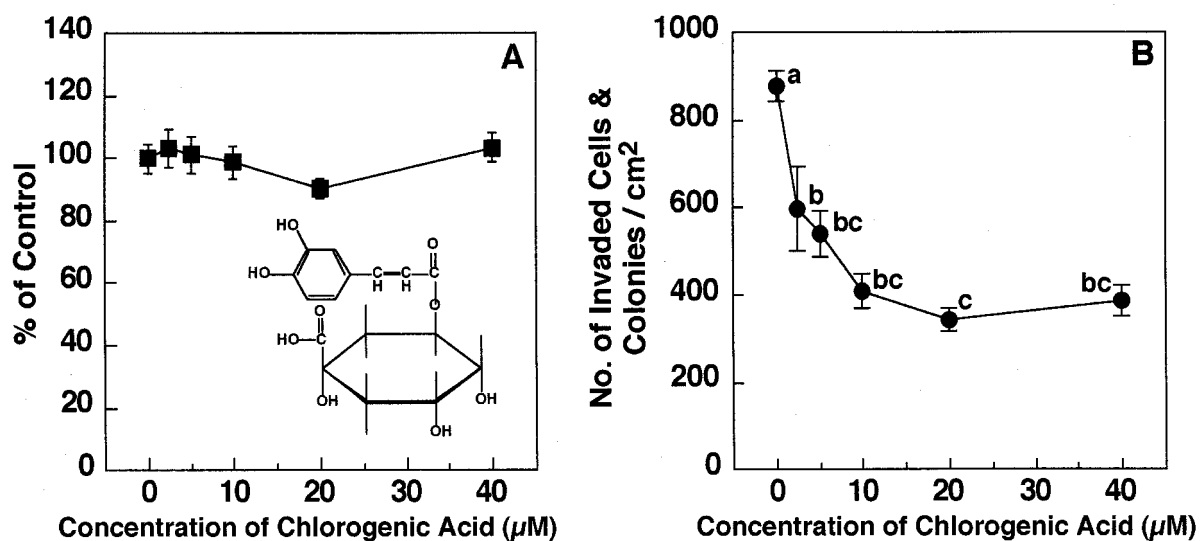 A
% of Control
140
120
100
80
60
40
20
0
HO
HO
C=C-C
H
H
O
O
O
HO-C
OH
OH
OH
0 10 20 30 40
Concentration of Chlorogenic Acid (µM)
B
No. of Invaded Cells &
Colonies / cm²
1000
800
600
400
200
0
a
b
bc
bc
c
bc
0 10 20 30 40
Concentration of Chlorogenic Acid (µM)